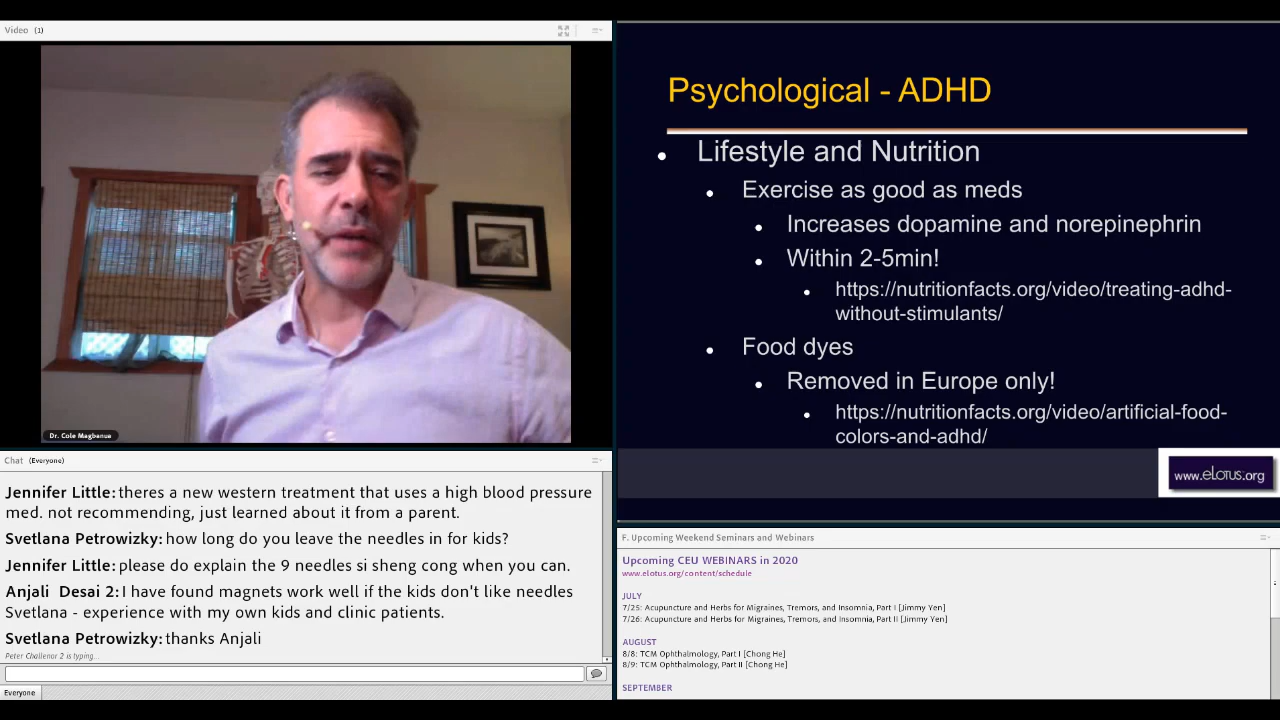 Video (1)
Dr. Cole Magbanua
Psychological - ADHD
Lifestyle and Nutrition
Exercise as good as meds
Increases dopamine and norepinephrin
Within 2-5min!
https://nutritionfacts.org/video/treating-adhd-
without-stimulants/
Food dyes
Removed in Europe only!
https://nutritionfacts.org/video/artificial-food-
colors-and-adhd/
www.eLotus.org
Chat (Everyone)
Jennifer Little: theres a new western treatment that uses a high blood pressure
med. not recommending, just learned about it from a parent.
Svetlana Petrowizky: how long do you leave the needles in for kids?
Jennifer Little: please do explain the 9 needles si sheng cong when you can.
Anjali Desai 2: I have found magnets work well if the kids don't like needles
Svetlana - experience with my own kids and clinic patients.
Svetlana Petrowizky: thanks Anjali
Peter Challenor 2 is typing...
Everyone
F. Upcoming Weekend Seminars and Webinars
Upcoming CEU WEBINARS in 2020
www.elotus.org/content/schedule
JULY
7/25: Acupuncture and Herbs for Migraines, Tremors, and Insomnia, Part I [Jimmy Yen]
7/26: Acupuncture and Herbs for Migraines, Tremors, and Insomnia, Part II [Jimmy Yen]
AUGUST
8/8: TCM Ophthalmology, Part I [Chong He]
8/9: TCM Ophthalmology, Part II [Chong He]
SEPTEMBER